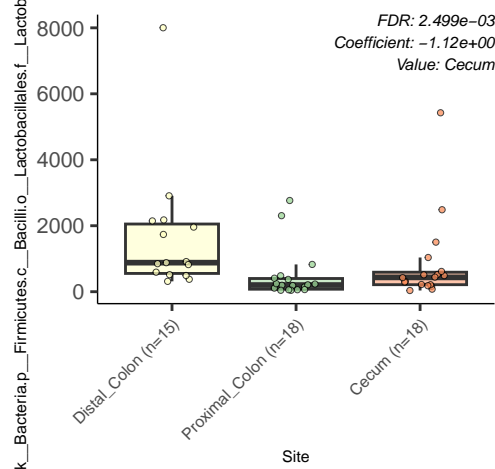 FDR: 2.499e−03
Coefficient: −1.12e+00
Value: Cecum
k__Bacteria.p__Firmicutes.c__Bacilli.o__Lactobacillales.f__Lactob
8000
6000
4000
2000
0
Distal_Colon (n=15)
Proximal_Colon (n=18)
Cecum (n=18)
Site